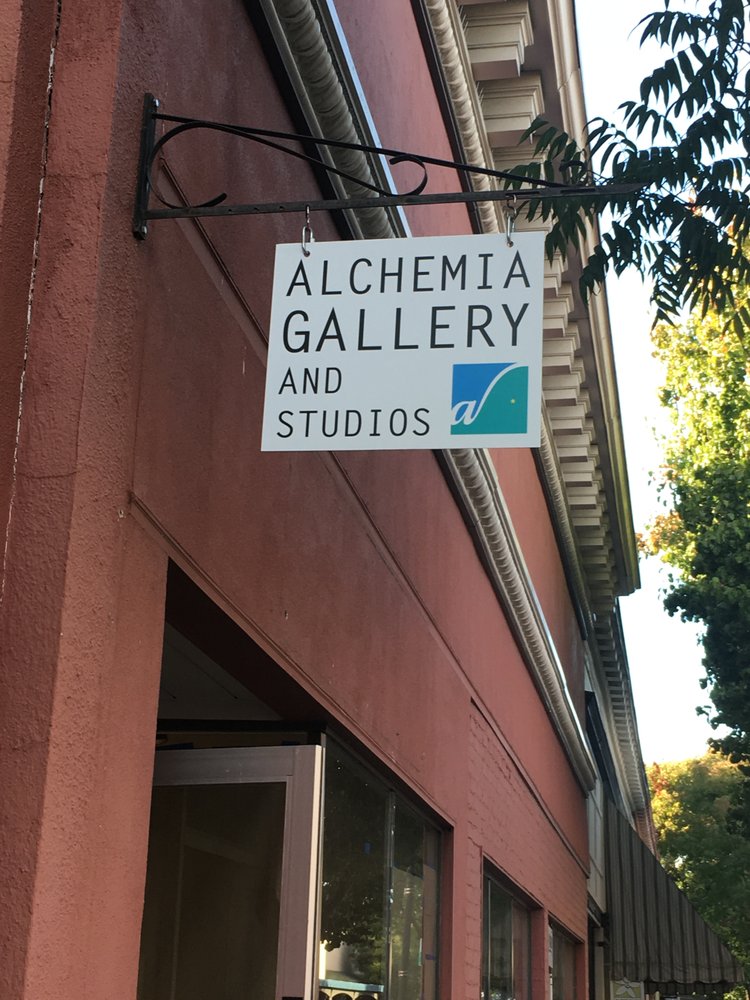 ALCHEMIA
GALLERY
AND
STUDIOS
a